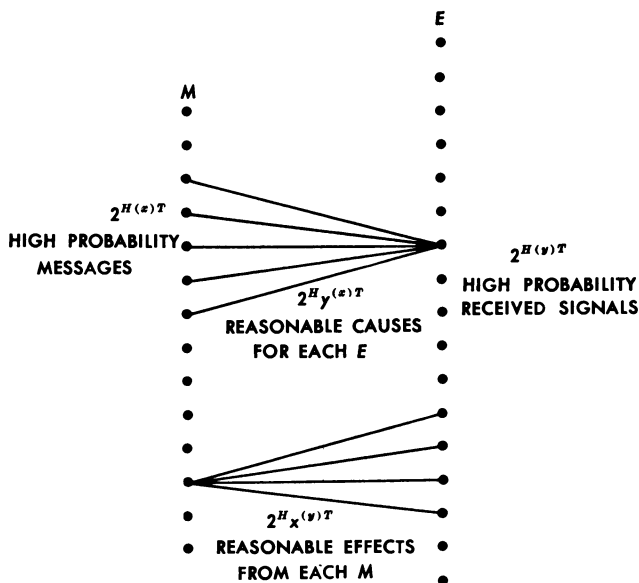 E
M
2^{H(x)T}
HIGH PROBABILITY
MESSAGES
2^{H(y)T}
HIGH PROBABILITY
RECEIVED SIGNALS
2^{H_y(x)T}
REASONABLE CAUSES
FOR EACH E
2^{H_x(y)T}
REASONABLE EFFECTS
FROM EACH M